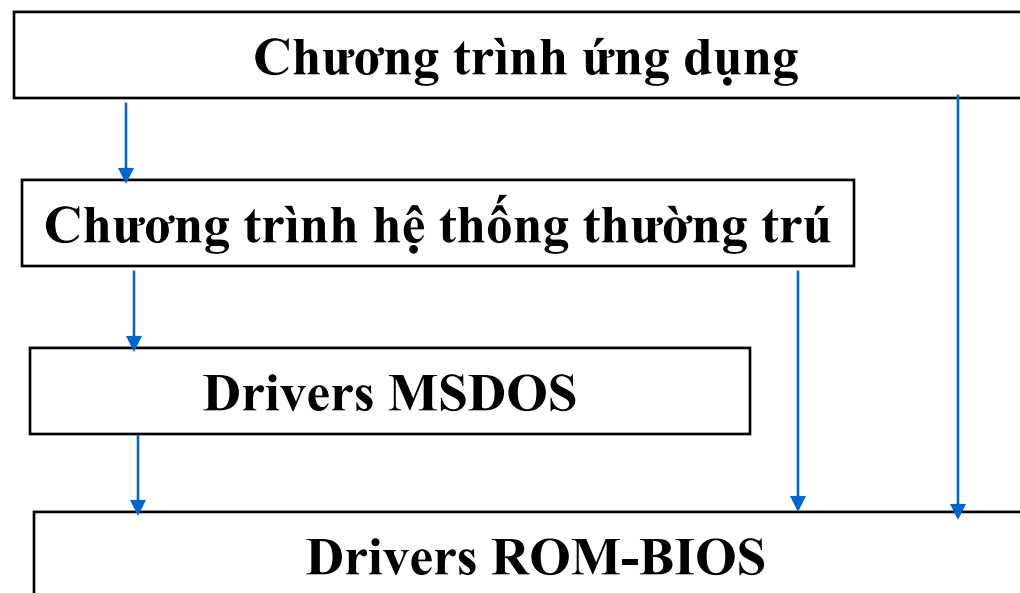 Chương trình ứng dụng
Chương trình hệ thống thường trú
Drivers MSDOS
Drivers ROM-BIOS